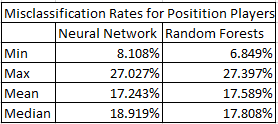 Misclassification Rates for Positition Players
Neural Network Random Forests
Min 8.108% 6.849%
Max 27.027% 27.397%
Mean 17.243% 17.589%
Median 18.919% 17.808%